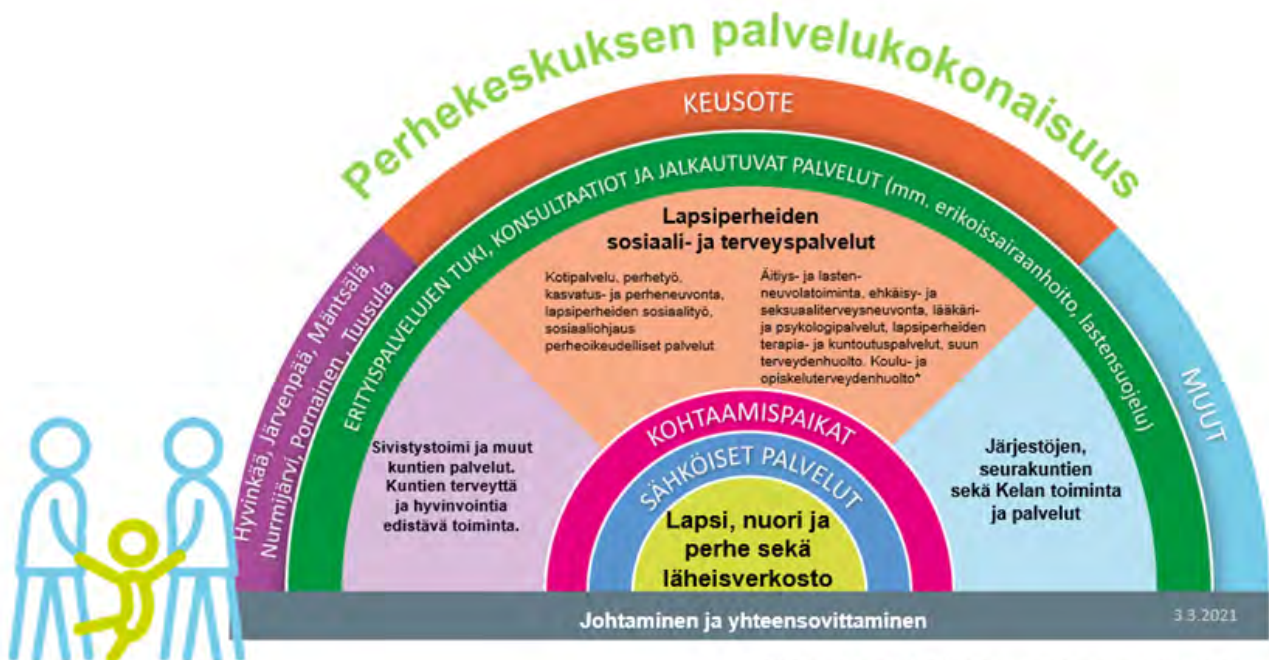 Perhekeskuksen palvelukokonaisuus
KEUSOTE
Hyvinkää, Järvenpää, Mäntsälä,
Nurmijärvi, Pornainen, Tuusula
MUUT
ERITYISPALVELUJEN TUKI, KONSULTAATIOT JA JALKAUTUVAT PALVELUT (mm. erikoissairaanhoito, lastensuojelu)
Lapsiperheiden
sosiaali- ja terveyspalvelut
Kotipalvelu, perhetyö,
kasvatus- ja perheneuvonta,
lapsiperheiden sosiaalityö,
sosiaaliohjaus
perheoikeudelliset palvelut
Äitiys- ja lasten-
neuvolatoiminta, ehkäisy- ja
seksuaaliterveysneuvonta, lääkäri-
ja psykologipalvelut, lapsiperheiden
terapia- ja kuntoutuspalvelut, suun
terveydenhuolto. Koulu- ja
opiskeluterveydenhuolto*
Sivistystoimi ja muut
kuntien palvelut.
Kuntien terveyttä
ja hyvinvointia
edistävä toiminta.
Järjestöjen,
seurakuntien
sekä Kelan toiminta
ja palvelut
KOHTAAMISPAIKAT
SÄHKÖISET PALVELUT
Lapsi, nuori ja
perhe sekä
läheisverkosto
Johtaminen ja yhteensovittaminen
3.3.2021